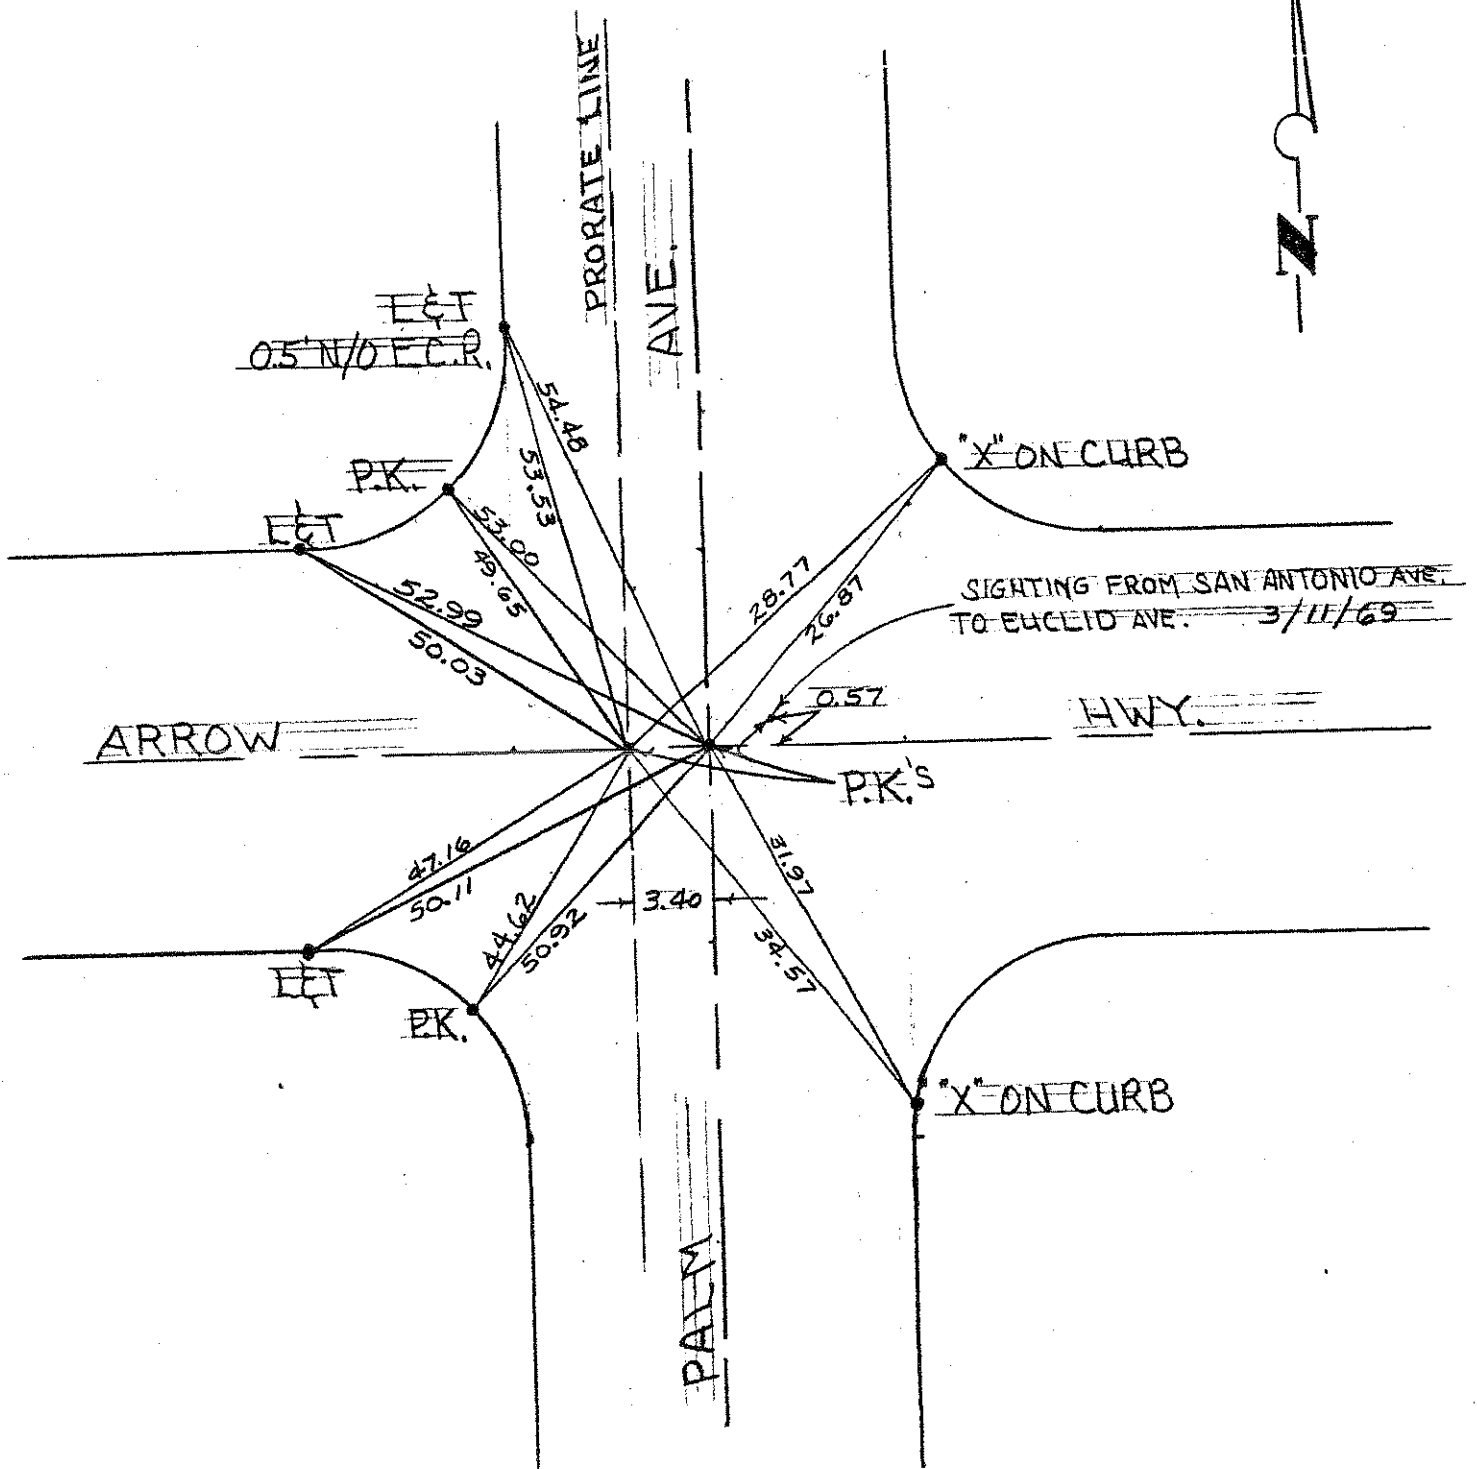 PRORATE LINE
AVE.
N
E&T
0.5' N/O E.C.R.
54.48
53.53
P.K.
"X" ON CURB
E&T
53.00
49.65
52.99
50.03
28.77
26.87
SIGHTING FROM SAN ANTONIO AVE.
TO EUCLID AVE. 3/11/69
0.57
ARROW
HWY.
P.K.'S
47.16
50.11
44.62
50.92
3.40
31.97
34.57
E&T
P.K.
"X" ON CURB
PALM